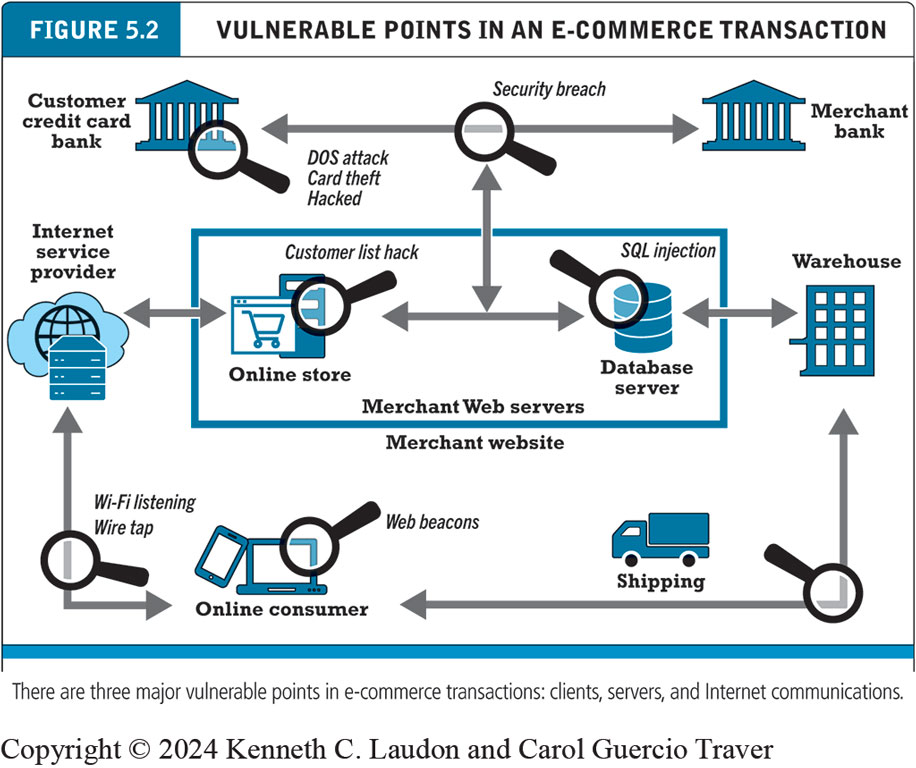 FIGURE 5.2
VULNERABLE POINTS IN AN E-COMMERCE TRANSACTION
Customer
credit card
bank
Security breach
Merchant
bank
DOS attack
Card theft
Hacked
Internet
service
provider
Customer list hack
SQL injection
Warehouse
Online store
Database
server
Merchant Web servers
Merchant website
Wi-Fi listening
Wire tap
Web beacons
Online consumer
Shipping
There are three major vulnerable points in e-commerce transactions: clients, servers, and Internet communications.
Copyright © 2024 Kenneth C. Laudon and Carol Guercio Traver